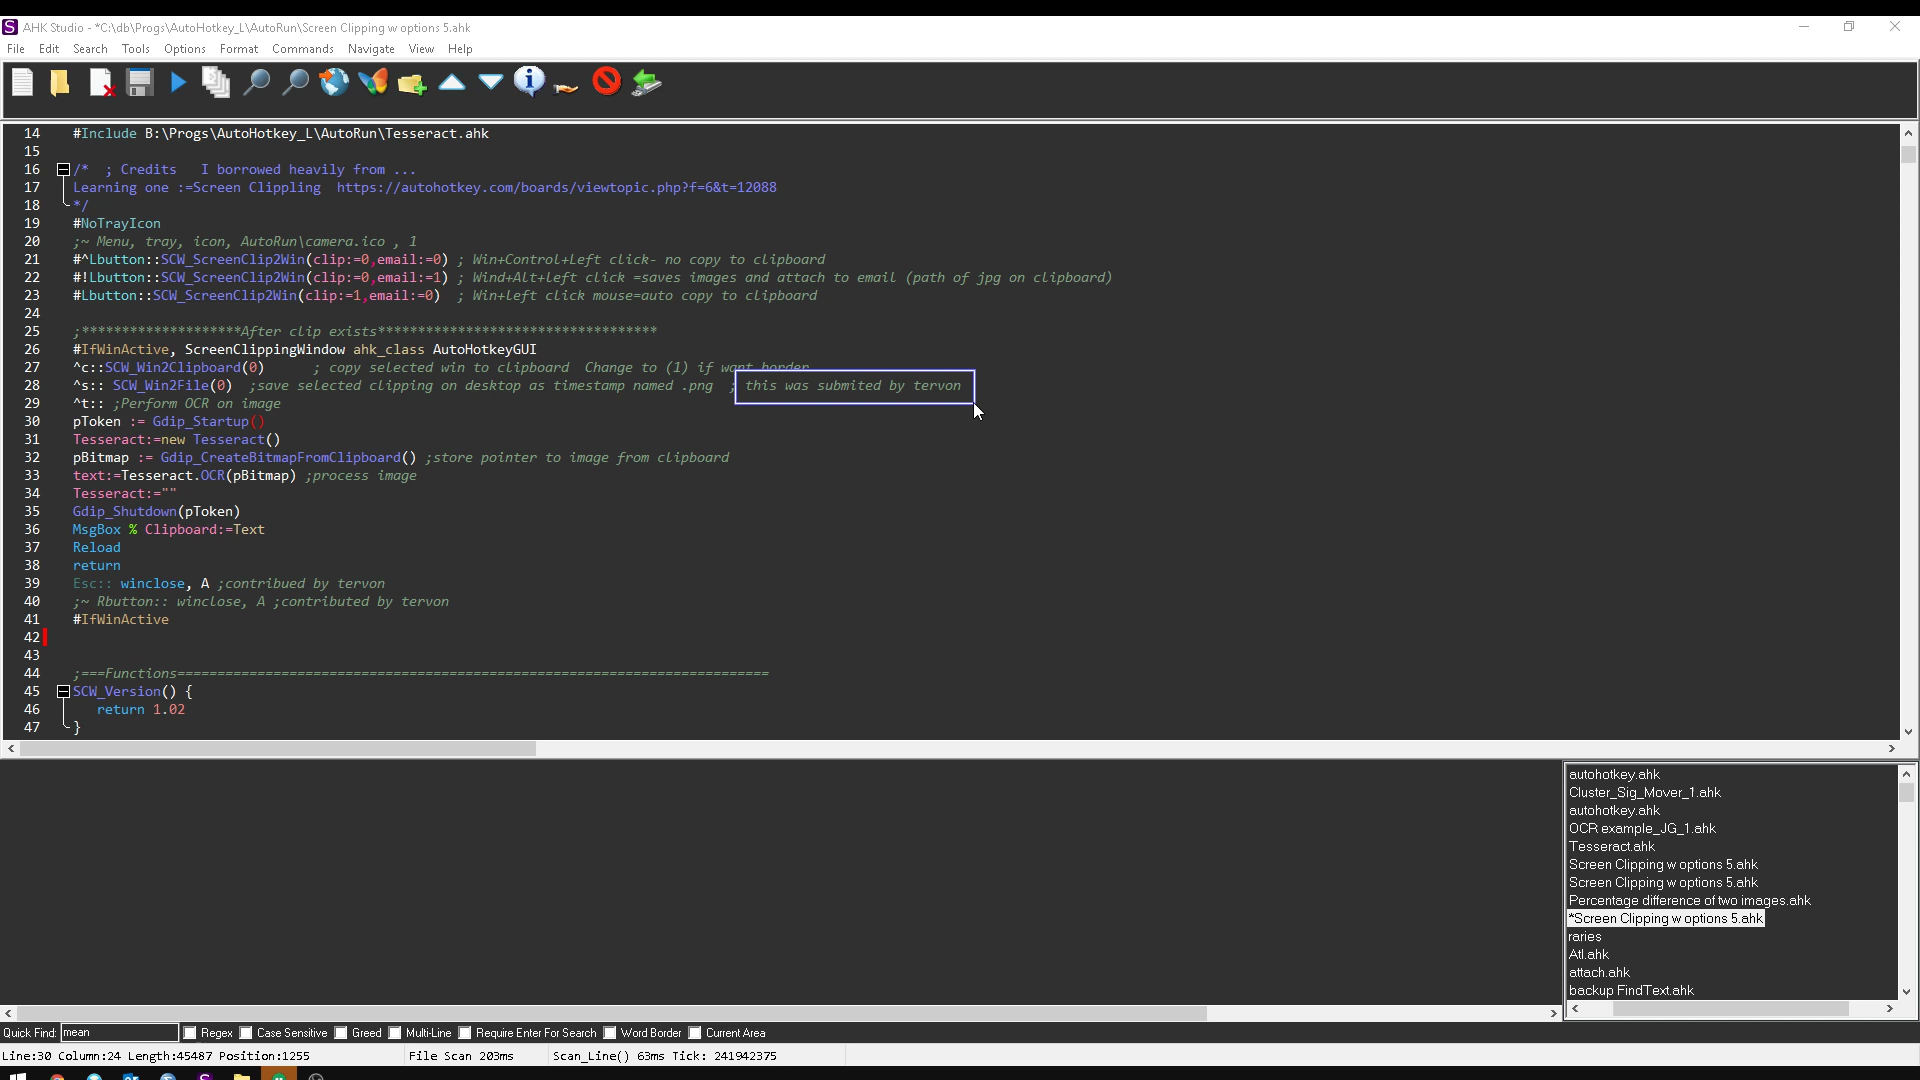 AHK Studio - *C:\db\Progs\AutoHotkey_L\AutoRun\Screen Clipping w options 5.ahk
File Edit Search Tools Options Format Commands Navigate View Help
14 #Include B:\Progs\AutoHotkey_L\AutoRun\Tesseract.ahk
15
16 /* ; Credits I borrowed heavily from ...
17 Learning one :=Screen Clippling https://autohotkey.com/boards/viewtopic.php?f=6&t=12088
18 */
19 #NoTrayIcon
20 ;~ Menu, tray, icon, AutoRun\camera.ico , 1
21 #^Lbutton::SCW_ScreenClip2Win(clip:=0,email:=0) ; Win+Control+Left click- no copy to clipboard
22 #!Lbutton::SCW_ScreenClip2Win(clip:=0,email:=1) ; Wind+Alt+left click =saves images and attach to email (path of jpg on clipboard)
23 #Lbutton::SCW_ScreenClip2Win(clip:=1,email:=0) ; Win+left click mouse=auto copy to clipboard
24
25 ;********************After clip exists***********************************
26 #IfWinActive, ScreenClippingWindow ahk_class AutoHotkeyGUI
27 ^c::SCW_Win2Clipboard(0) ; copy selected win to clipboard Change to (1) if want border
28 ^s:: SCW_Win2File(0) ;save selected clipping on desktop as timestamp named .png ; this was submited by tervon
29 ^t:: ;Perform OCR on image
30 pToken := Gdip_Startup()
31 Tesseract:=new Tesseract()
32 pBitmap := Gdip_CreateBitmapFromClipboard() ;store pointer to image from clipboard
33 text:=Tesseract.OCR(pBitmap) ;process image
34 Tesseract:=""
35 Gdip_Shutdown(pToken)
36 MsgBox % Clipboard:=Text
37 Reload
38 return
39 Esc:: winclose, A ;contribued by tervon
40 ;~ Rbutton:: winclose, A ;contributed by tervon
41 #IfWinActive
42
43
44 ;===Functions==========================================================================
45 SCW_Version() {
46 return 1.02
47 }
autohotkey.ahk
Cluster_Sig_Mover_1.ahk
autohotkey.ahk
OCR example_JG_1.ahk
Tesseract.ahk
Screen Clipping w options 5.ahk
Screen Clipping w options 5.ahk
Percentage difference of two images.ahk
*Screen Clipping w options 5.ahk
raries
Atl.ahk
attach.ahk
backup FindText.ahk
Quick Find: mean Regex Case Sensitive Greed Multi-Line Require Enter For Search Word Border Current Area
Line:30 Column:24 Length:45487 Position:1255 File Scan 203ms Scan_Line() 63ms Tick: 241942375